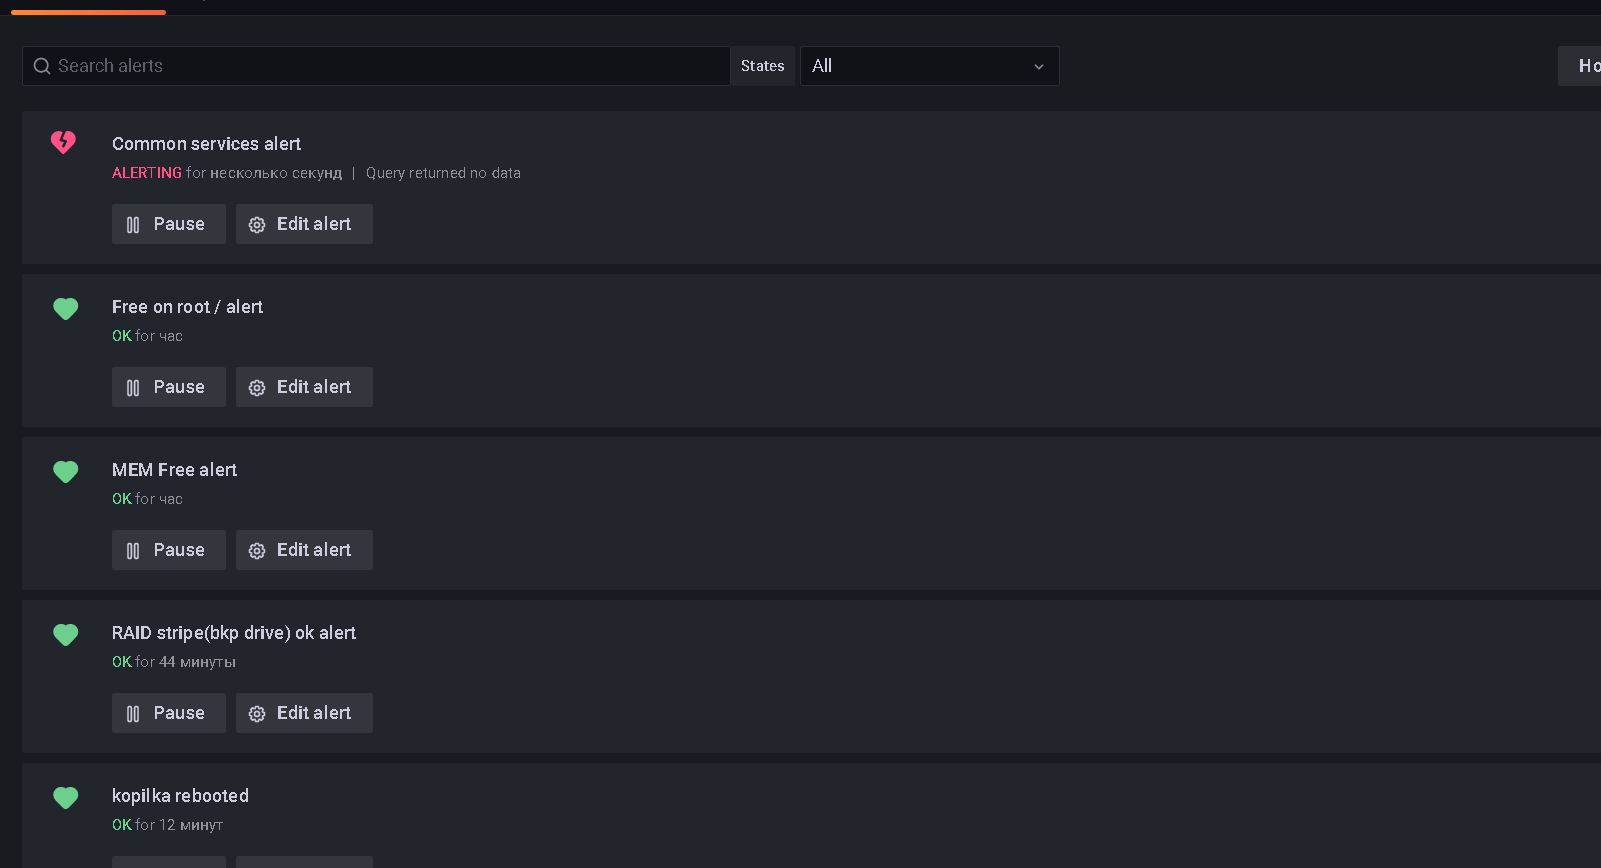 Search alerts States All Ho
Common services alert
ALERTING for несколько секунд | Query returned no data
Pause Edit alert
Free on root / alert
OK for час
Pause Edit alert
MEM Free alert
OK for час
Pause Edit alert
RAID stripe(bkp drive) ok alert
OK for 44 минуты
Pause Edit alert
kopilka rebooted
OK for 12 минут